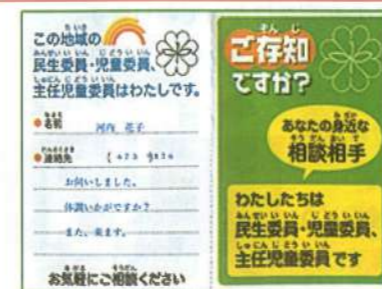 この地域の
民生委員・児童委員、
主任児童委員はわたしです。
●名前 河内 花子
●連絡先
お伺いしました。
体調いかがですか?
また、来ます。
お気軽にご相談ください
ご存知
ですか?
あなたの身近な
相談相手
わたしたちは
民生委員・児童委員、
主任児童委員です